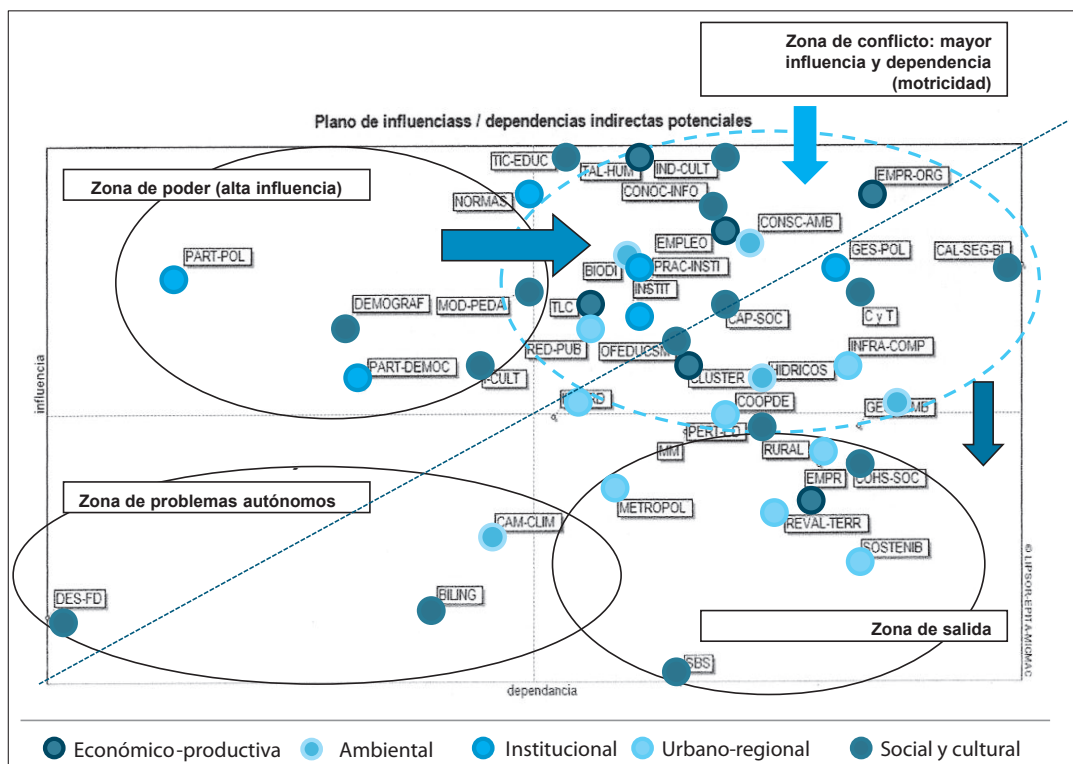 Zona de conflicto: mayor
influencia y dependencia
(motricidad)
Plano de influenciass / dependencias indirectas potenciales
Zona de poder (alta influencia)
TIC-EDUC
TAL-HUM
IND-CULT
EMPR-ORG
NORMAS
CONOC-INFO
CONSC-AMB
PART-POL
EMPLEO
GES-POL
CAL-SEG-BI
BIODI
PRAC-INSTI
INSTIT
DEMOGRAF
MOD-PEDA
TLC
CAP-SOC
C y T
RED-PUB
OFEDUCSM
INFRA-COMP
PART-DEMOC
CLUSTER
HIDRICOS
COOPDE
influencia
MM
RURAL
Zona de problemas autónomos
EMPR
COHS-SOC
METROPOL
REVAL-TERR
CAM-CLIM
SOSTENIB
DES-FD
BILING
Zona de salida
SBS
© LIPSOR-EPITA-MICMAC
dependancia
Económico-productiva
Ambiental
Institucional
Urbano-regional
Social y cultural